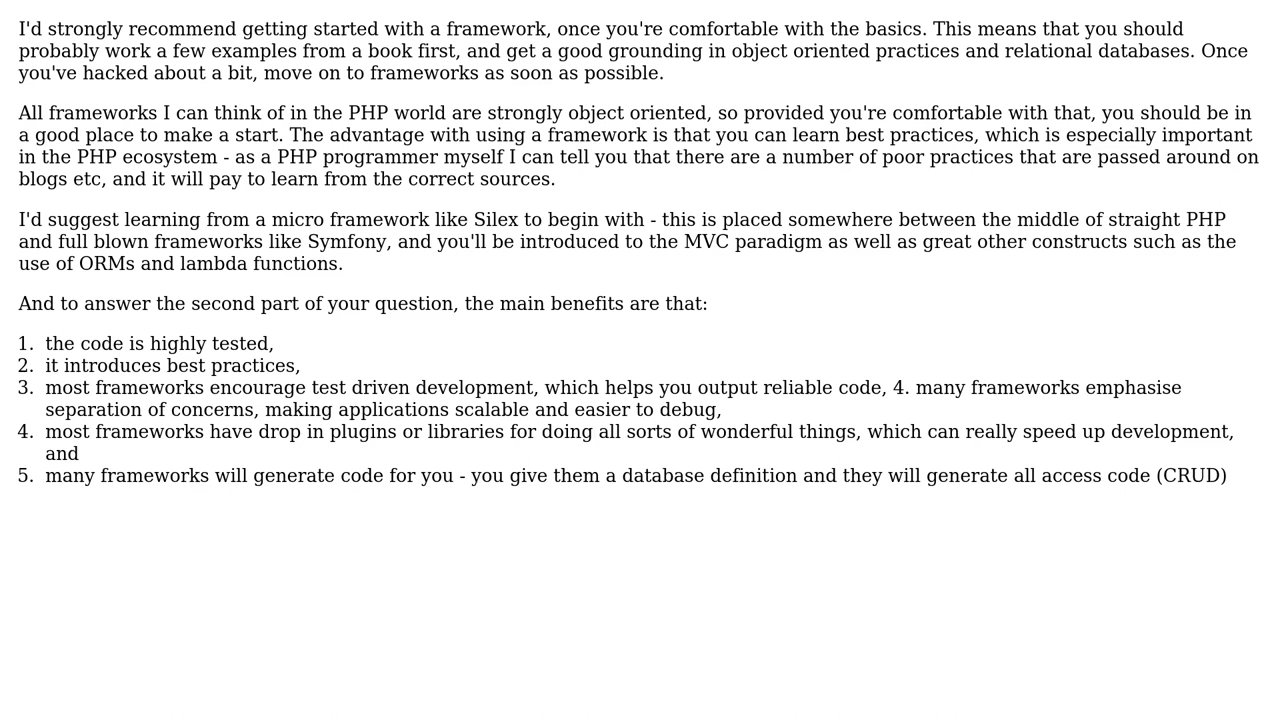 I'd strongly recommend getting started with a framework, once you're comfortable with the basics. This means that you should
probably work a few examples from a book first, and get a good grounding in object oriented practices and relational databases. Once
you've hacked about a bit, move on to frameworks as soon as possible.
All frameworks I can think of in the PHP world are strongly object oriented, so provided you're comfortable with that, you should be in
a good place to make a start. The advantage with using a framework is that you can learn best practices, which is especially important
in the PHP ecosystem - as a PHP programmer myself I can tell you that there are a number of poor practices that are passed around on
blogs etc, and it will pay to learn from the correct sources.
I'd suggest learning from a micro framework like Silex to begin with - this is placed somewhere between the middle of straight PHP
and full blown frameworks like Symfony, and you'll be introduced to the MVC paradigm as well as great other constructs such as the
use of ORMs and lambda functions.
And to answer the second part of your question, the main benefits are that:
1. the code is highly tested,
2. it introduces best practices,
3. most frameworks encourage test driven development, which helps you output reliable code, 4. many frameworks emphasise
separation of concerns, making applications scalable and easier to debug,
4. most frameworks have drop in plugins or libraries for doing all sorts of wonderful things, which can really speed up development,
and
5. many frameworks will generate code for you - you give them a database definition and they will generate all access code (CRUD)